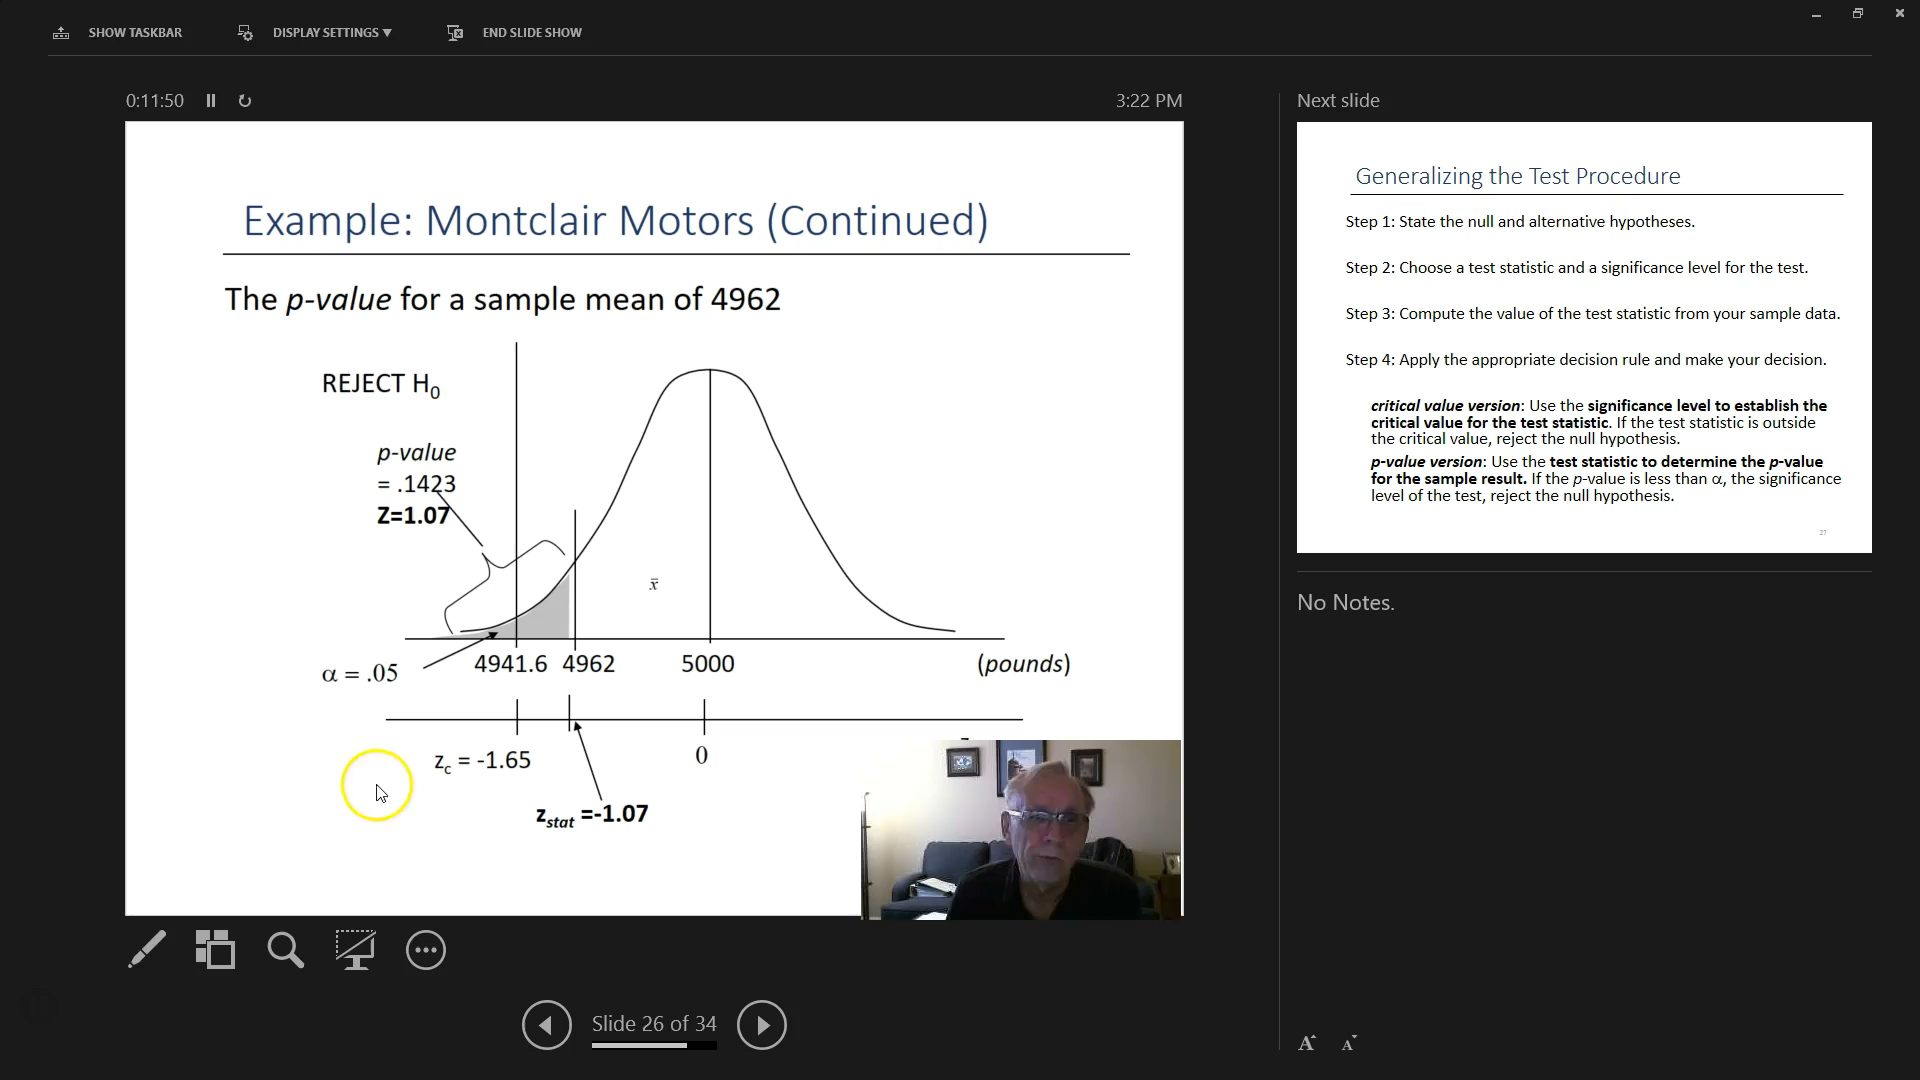 SHOW TASKBAR
DISPLAY SETTINGS ▼
END SLIDE SHOW
0:11:50
3:22 PM
Example: Montclair Motors (Continued)
The p-value for a sample mean of 4962
REJECT H0
p-value
= .1423
Z=1.07
x̄
α = .05
4941.6
4962
5000
(pounds)
zc = -1.65
0
zstat =-1.07
Slide 26 of 34
Next slide
Generalizing the Test Procedure
Step 1: State the null and alternative hypotheses.
Step 2: Choose a test statistic and a significance level for the test.
Step 3: Compute the value of the test statistic from your sample data.
Step 4: Apply the appropriate decision rule and make your decision.
critical value version: Use the significance level to establish the
critical value for the test statistic. If the test statistic is outside
the critical value, reject the null hypothesis.
p-value version: Use the test statistic to determine the p-value
for the sample result. If the p-value is less than α, the significance
level of the test, reject the null hypothesis.
27
No Notes.
A A